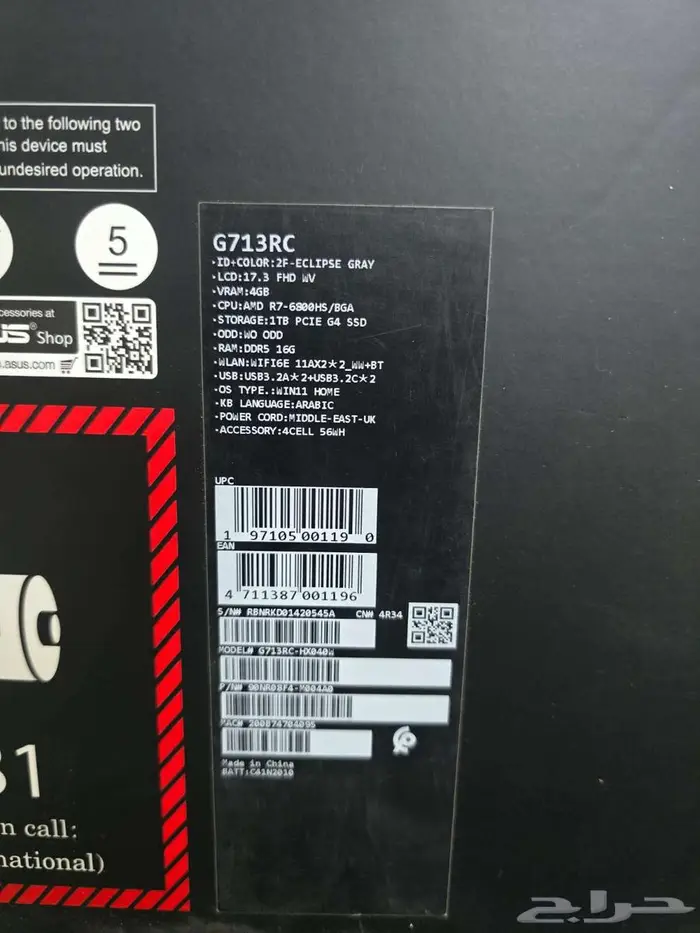 to the following two
his device must
undesired operation.
5
cessories at
US® Shop
.asus.com
G713RC
·ID+COLOR:2F-ECLIPSE GRAY
·LCD:17.3 FHD WV
·VRAM:4GB
·CPU:AMD R7-6800HS/BGA
·STORAGE:1TB PCIE G4 SSD
·ODD:WO ODD
·RAM:DDR5 16G
·WLAN:WIFI6E 11AX2*2_WW+BT
·USB:USB3.2A*2+USB3.2C*2
·OS TYPE.:WIN11 HOME
·KB LANGUAGE:ARABIC
·POWER CORD:MIDDLE-EAST-UK
·ACCESSORY:4CELL 56WH
UPC
1 97105 00119 0
EAN
4 711387 001196
S/N# RBNRKD01420545A CN# 4R34
MODEL# G713RC-HX040W
P/N# 90NR08F4-M004A0
MAC# 200874704095
Made in China
BATT:C41N2010
31
n call:
national)
حراج